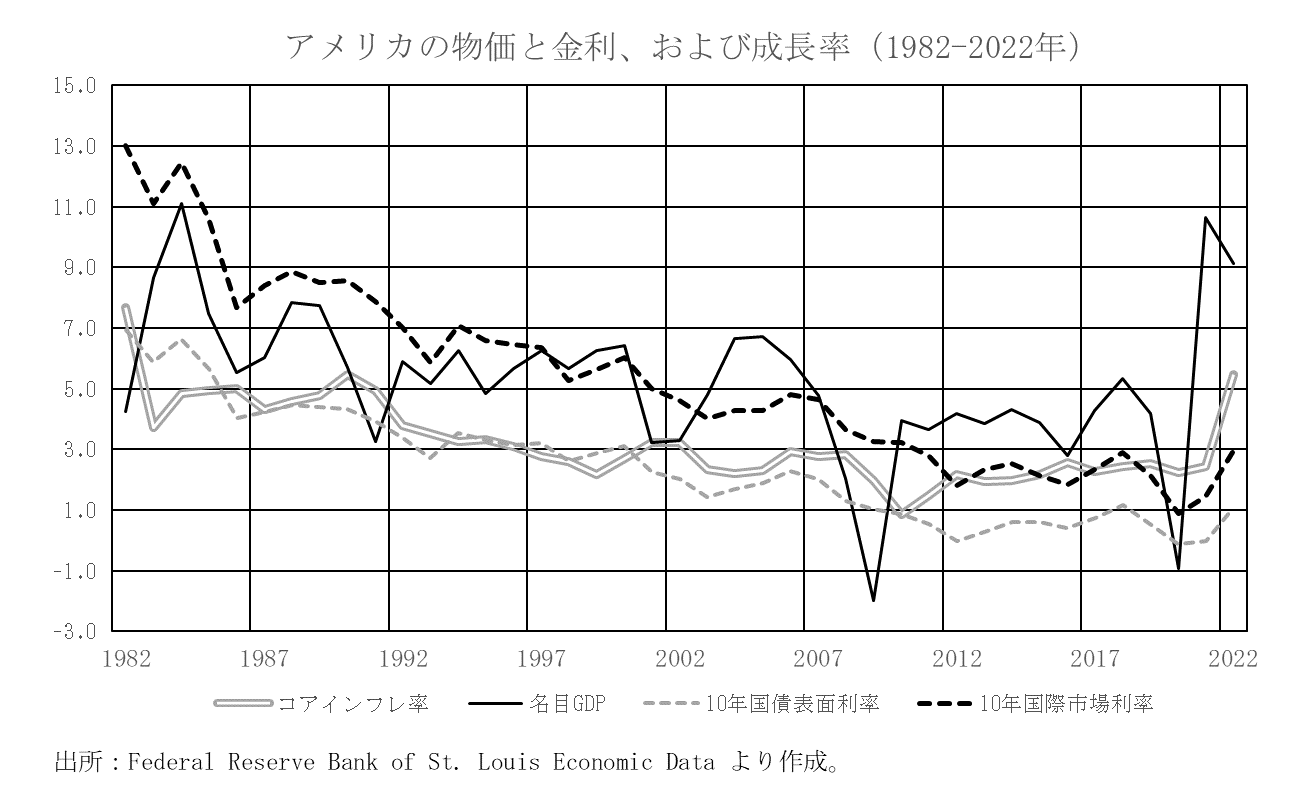 アメリカの物価と金利、および成長率（1982-2022年）
15.0
13.0
11.0
9.0
7.0
5.0
3.0
1.0
-1.0
-3.0
1982 1987 1992 1997 2002 2007 2012 2017 2022
コアインフレ率 名目GDP 10年国債表面利率 10年国際市場利率
出所：Federal Reserve Bank of St. Louis Economic Data より作成。